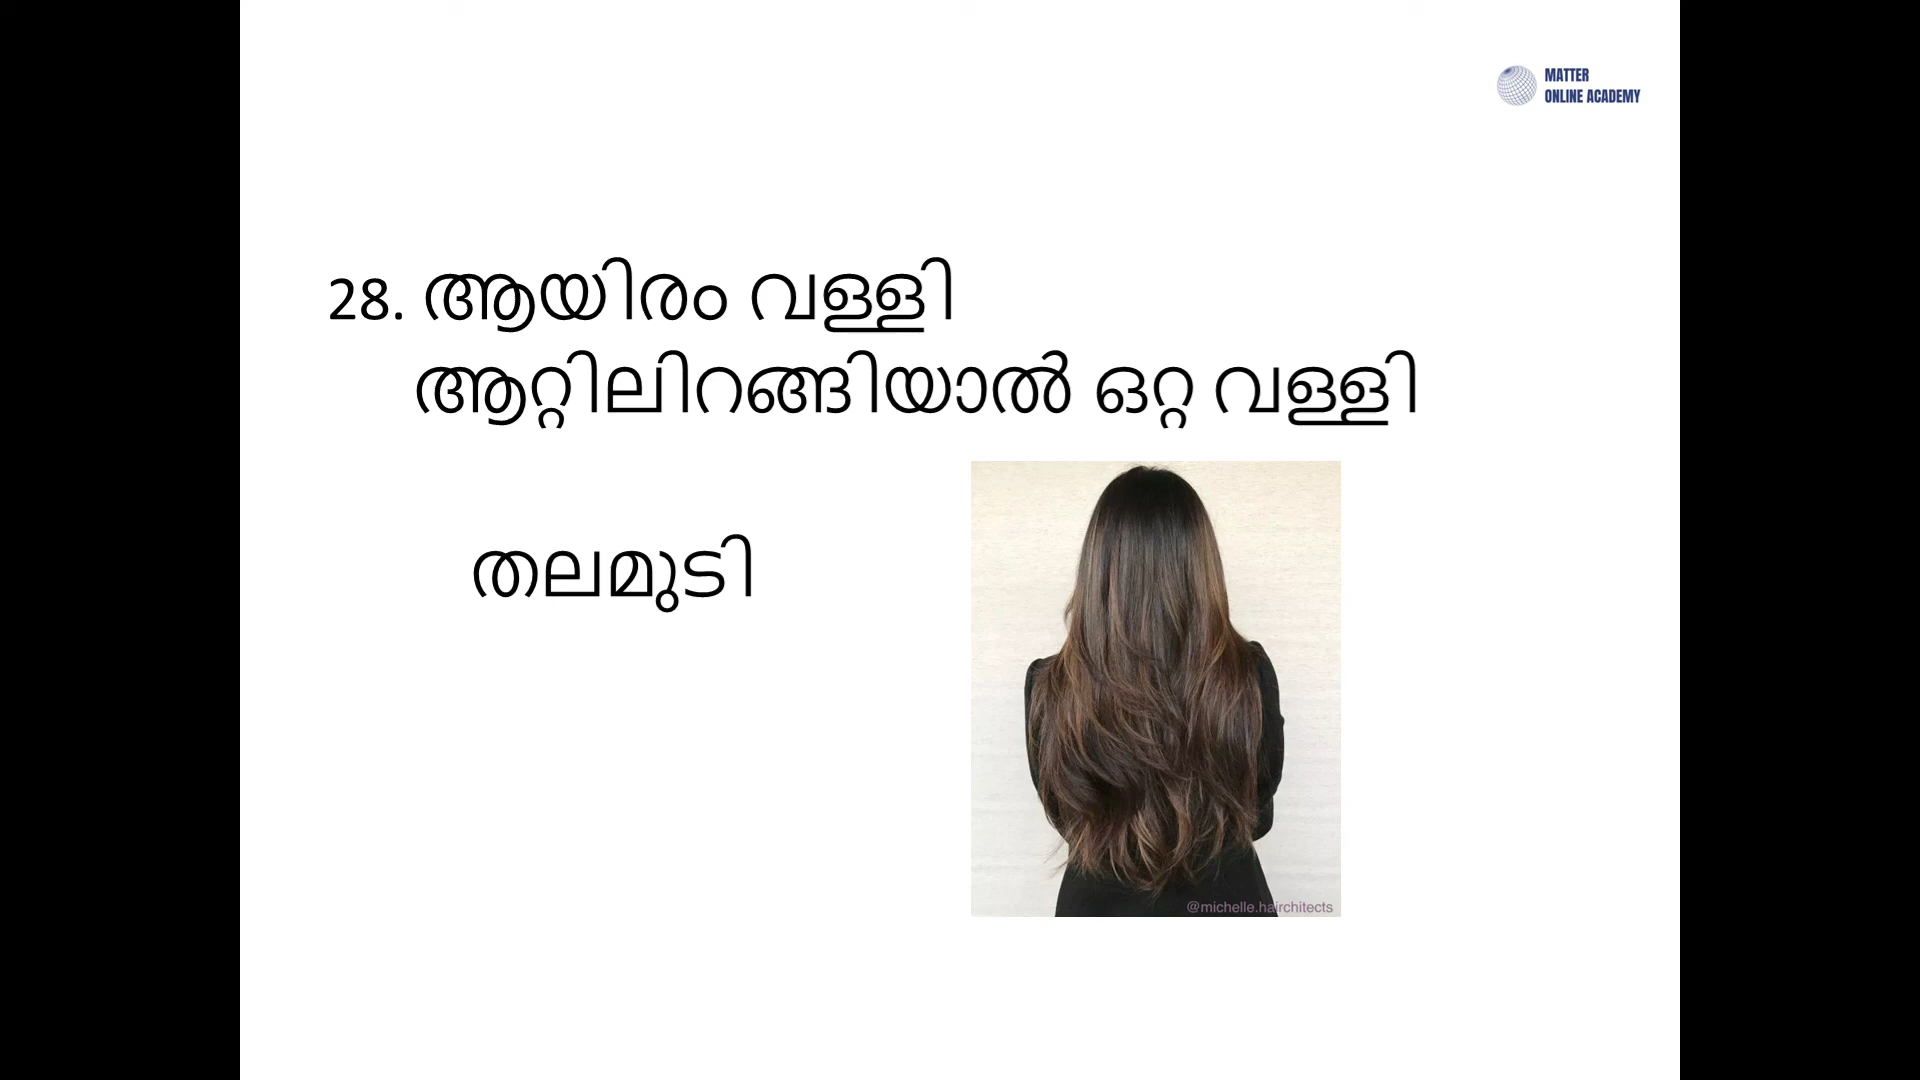 MATTER
ONLINE ACADEMY
28. ആയിരം വള്ളി
ആറ്റിലിറങ്ങിയാൽ ഒറ്റ വള്ളി
തലമുടി
@michelle.hairchitects